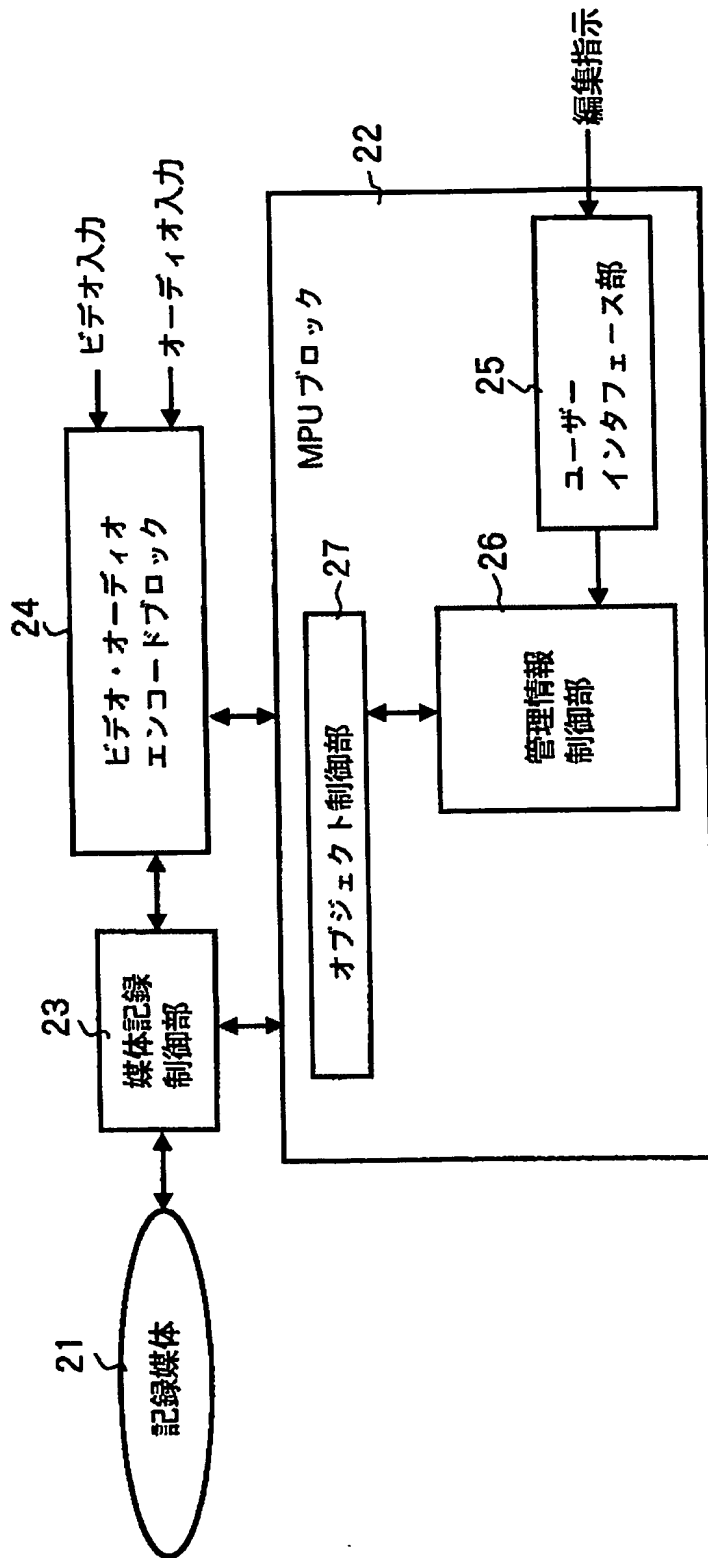 24
ビデオ・オーディオ
エンコードブロック
ビデオ入力
オーディオ入力
23
媒体記録
制御部
21
記録媒体
22
MPUブロック
27
オブジェクト制御部
26
管理情報
制御部
25
ユーザー
インタフェース部
編集指示